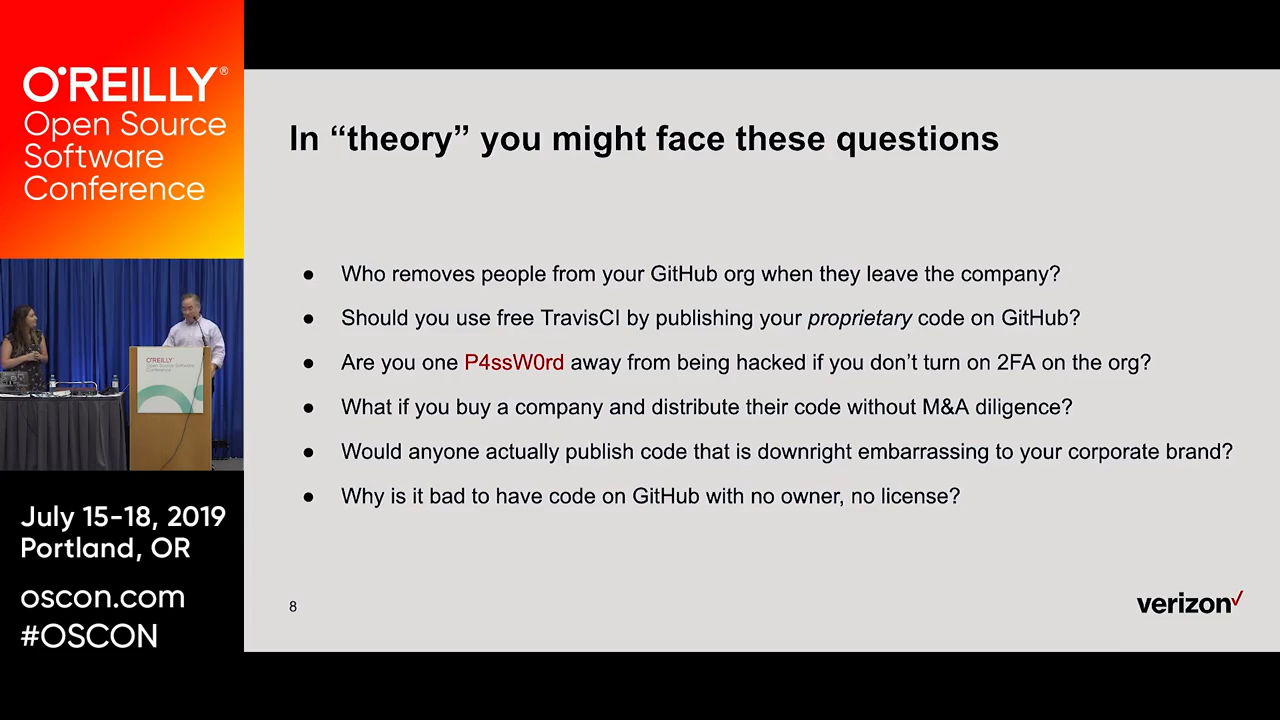 O'REILLY®
Open Source
Software
Conference
July 15-18, 2019
Portland, OR
oscon.com
#OSCON
In “theory” you might face these questions
● Who removes people from your GitHub org when they leave the company?
● Should you use free TravisCI by publishing your proprietary code on GitHub?
● Are you one P4ssW0rd away from being hacked if you don’t turn on 2FA on the org?
● What if you buy a company and distribute their code without M&A diligence?
● Would anyone actually publish code that is downright embarrassing to your corporate brand?
● Why is it bad to have code on GitHub with no owner, no license?
8
verizon✓
O'REILLY
Open Source Software
Conference